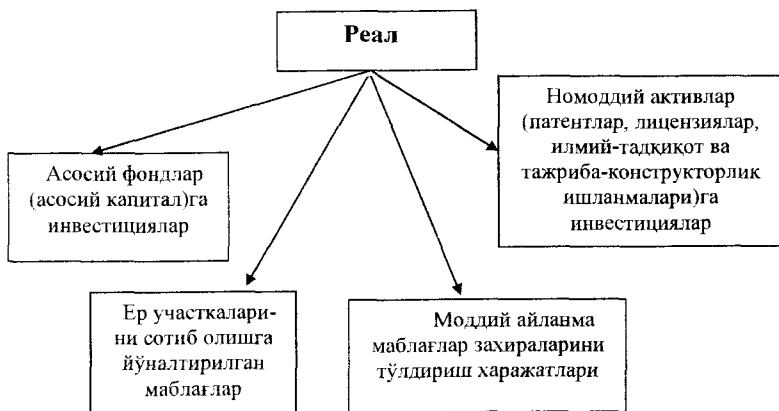 Реал
Номоддий активлар
(патентлар, лицензиялар,
илмий-тадқиқот ва
тажриба-конструкторлик
ишланмалари)га
инвестициялар
Асосий фондлар
(асосий капитал)га
инвестициялар
Ер участкалари-
ни сотиб олишга
йўналтирилган
маблағлар
Моддий айланма
маблағлар захираларини
тўлдириш харажатлари